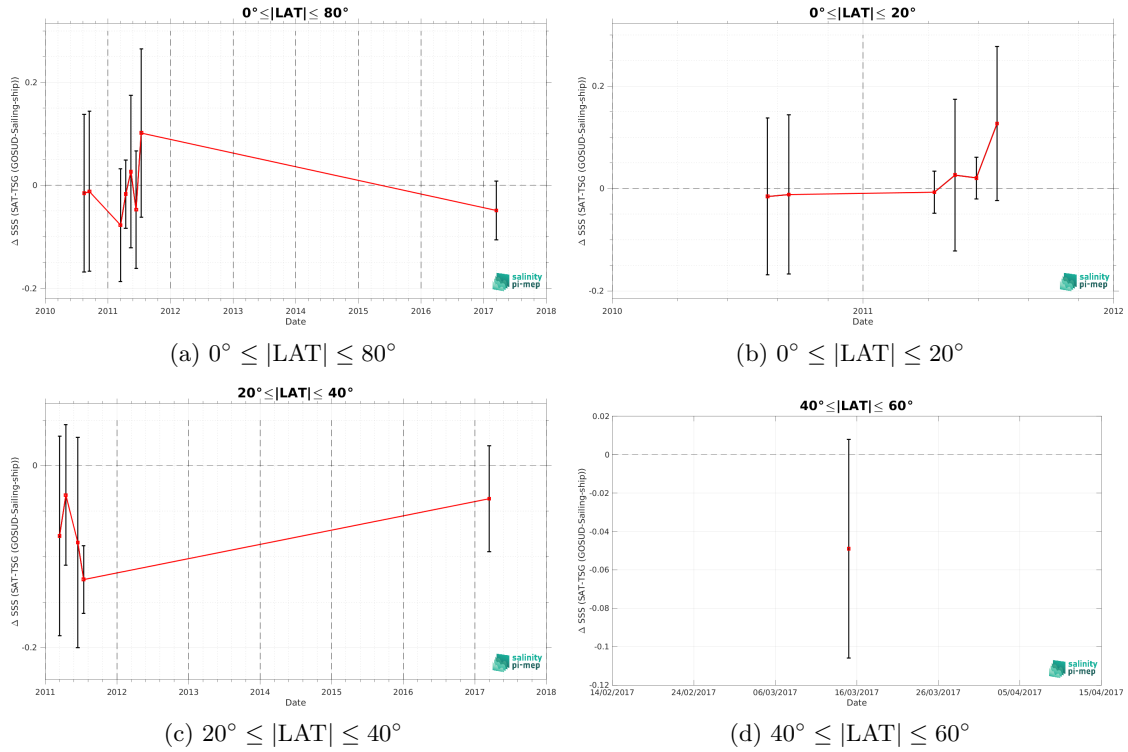 0°≤|LAT|≤ 80°
0.2
0
-0.2
Δ SSS (SAT-TSG (GOSUD-Sailing-ship))
2010 2011 2012 2013 2014 2015 2016 2017 2018
Date
salinity
pi-mep
(a) 0° ≤ |LAT| ≤ 80°
0°≤|LAT|≤ 20°
0.2
0
-0.2
Δ SSS (SAT-TSG (GOSUD-Sailing-ship))
2010 2011 2012
Date
salinity
pi-mep
(b) 0° ≤ |LAT| ≤ 20°
20°≤|LAT|≤ 40°
0
-0.2
Δ SSS (SAT-TSG (GOSUD-Sailing-ship))
2011 2012 2013 2014 2015 2016 2017 2018
Date
salinity
pi-mep
(c) 20° ≤ |LAT| ≤ 40°
40°≤|LAT|≤ 60°
0.02
0
-0.02
-0.04
-0.06
-0.08
-0.1
-0.12
Δ SSS (SAT-TSG (GOSUD-Sailing-ship))
14/02/2017 24/02/2017 06/03/2017 16/03/2017 26/03/2017 05/04/2017 15/04/2017
Date
salinity
pi-mep
(d) 40° ≤ |LAT| ≤ 60°